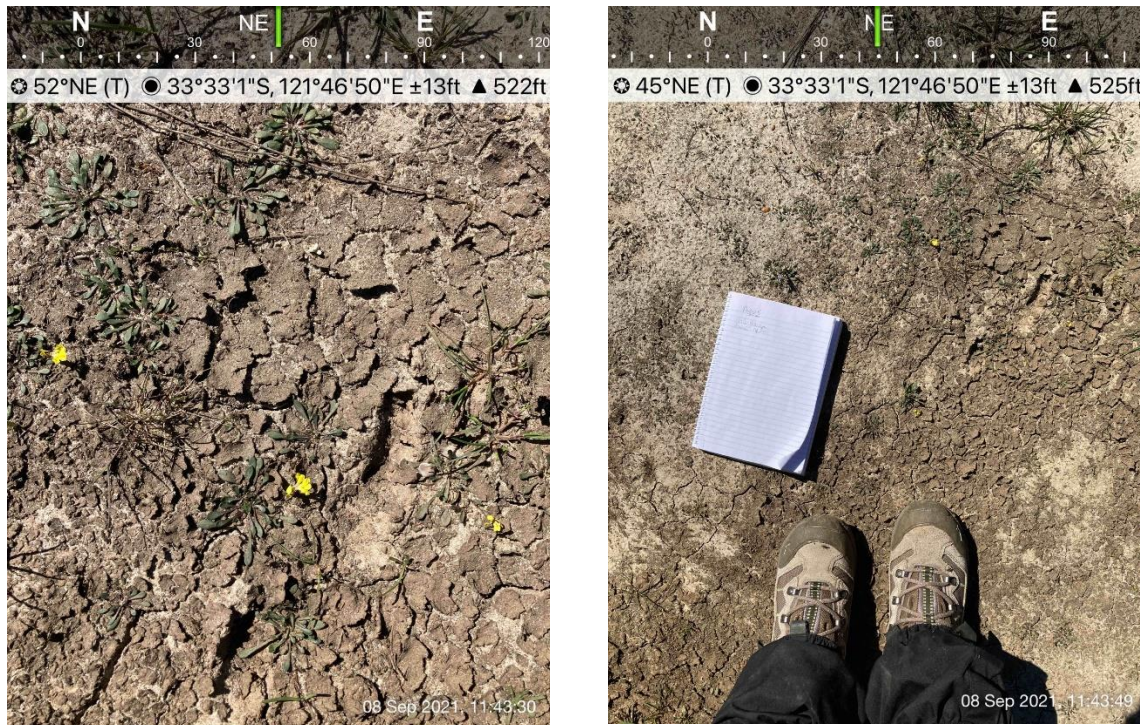 N NE E
0 30 60 90 120
52°NE (T) 33°33'1"S, 121°46'50"E ±13ft ▲ 522ft
08 Sep 2021, 11:43:30
N NE E
0 30 60 90
45°NE (T) 33°33'1"S, 121°46'50"E ±13ft ▲ 525ft
08 Sep 2021, 11:43:49